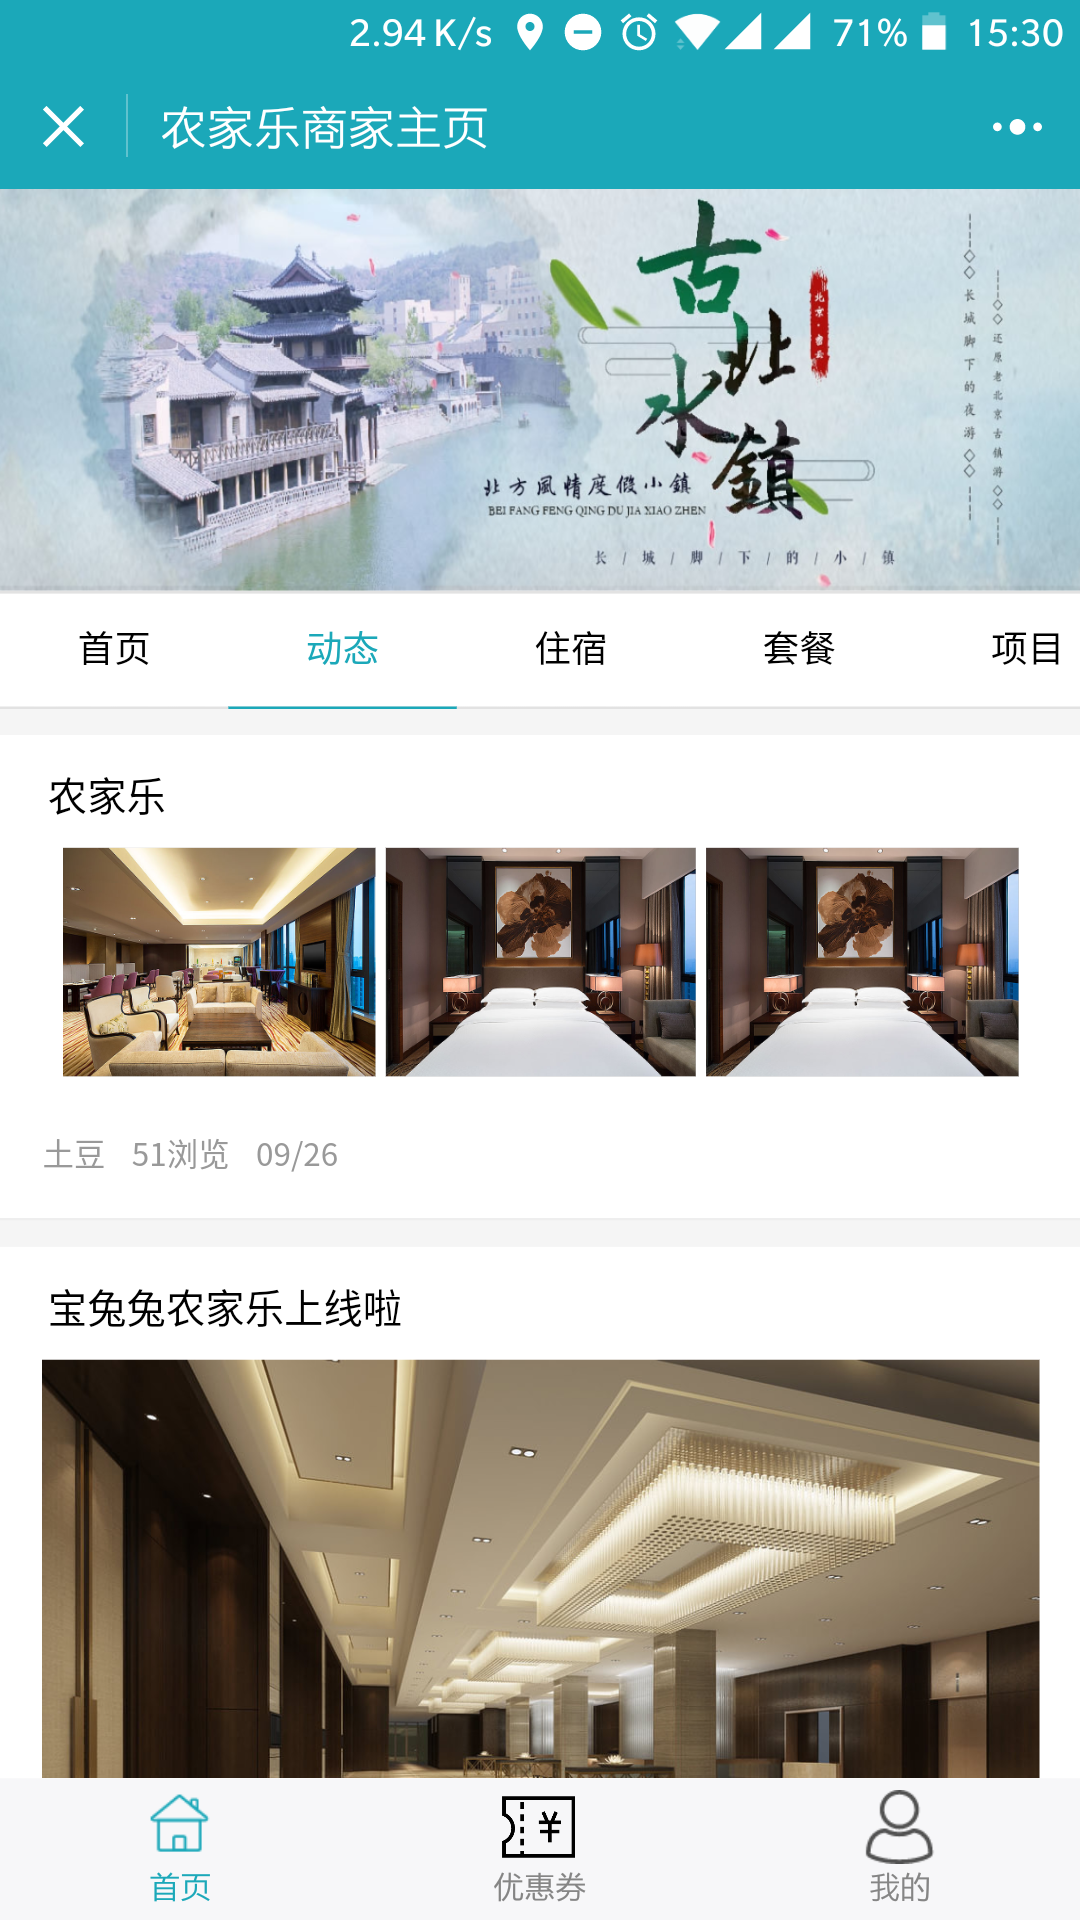 2.94 K/s 71% 15:30
农家乐商家主页
古北水鎮
北京·密云
北方風情度假小鎮
BEI FANG FENG QING DU JIA XIAO ZHEN
长 / 城 / 脚 / 下 / 的 / 小 / 镇
长城脚下的夜游
还原老北京古镇游
首页 动态 住宿 套餐 项目
农家乐
土豆 51浏览 09/26
宝兔兔农家乐上线啦
首页 优惠券 我的